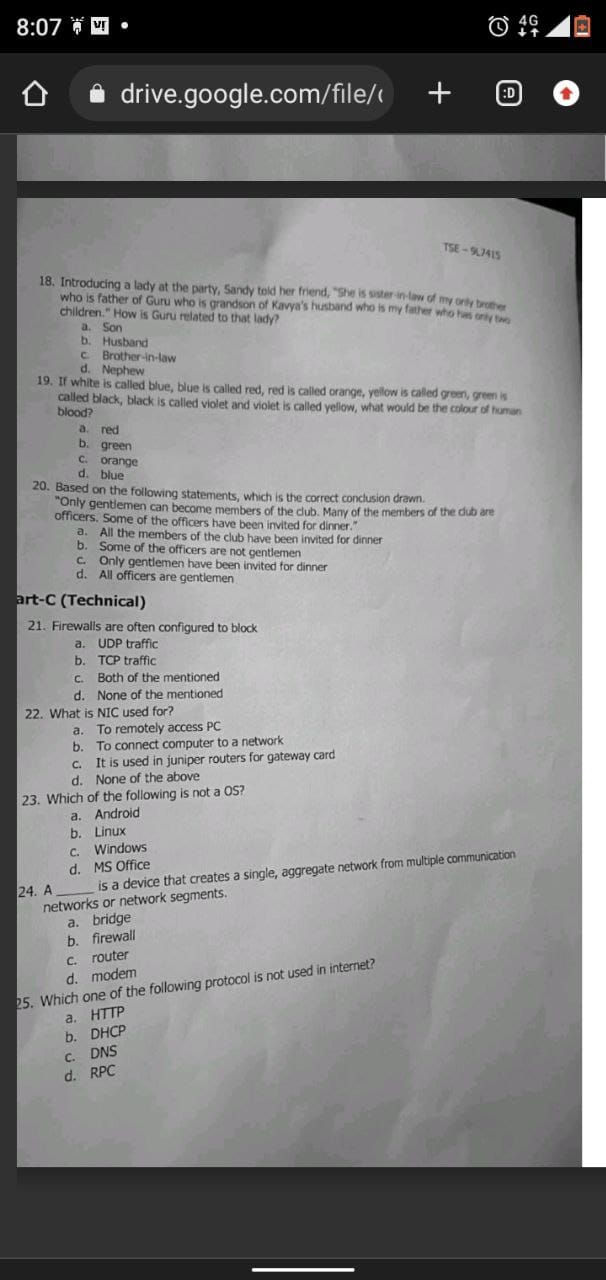 8:07
4G
drive.google.com/file/
:D
TSE - 9L7415
18. Introducing a lady at the party, Sandy told her friend, "She is sister-in-law of my only brother
who is father of Guru who is grandson of Kavya's husband who is my father who has only two
children." How is Guru related to that lady?
a. Son
b. Husband
c. Brother-in-law
d. Nephew
19. If white is called blue, blue is called red, red is called orange, yellow is called green, green is
called black, black is called violet and violet is called yellow, what would be the colour of human
blood?
a. red
b. green
c. orange
d. blue
20. Based on the following statements, which is the correct conclusion drawn.
"Only gentlemen can become members of the club. Many of the members of the club are
officers. Some of the officers have been invited for dinner."
a. All the members of the club have been invited for dinner
b. Some of the officers are not gentlemen
c. Only gentlemen have been invited for dinner
d. All officers are gentlemen
art-C (Technical)
21. Firewalls are often configured to block
a. UDP traffic
b. TCP traffic
c. Both of the mentioned
d. None of the mentioned
22. What is NIC used for?
a. To remotely access PC
b. To connect computer to a network
c. It is used in juniper routers for gateway card
d. None of the above
23. Which of the following is not a OS?
a. Android
b. Linux
c. Windows
d. MS Office
24. A _____ is a device that creates a single, aggregate network from multiple communication
networks or network segments.
a. bridge
b. firewall
c. router
d. modem
25. Which one of the following protocol is not used in internet?
a. HTTP
b. DHCP
c. DNS
d. RPC